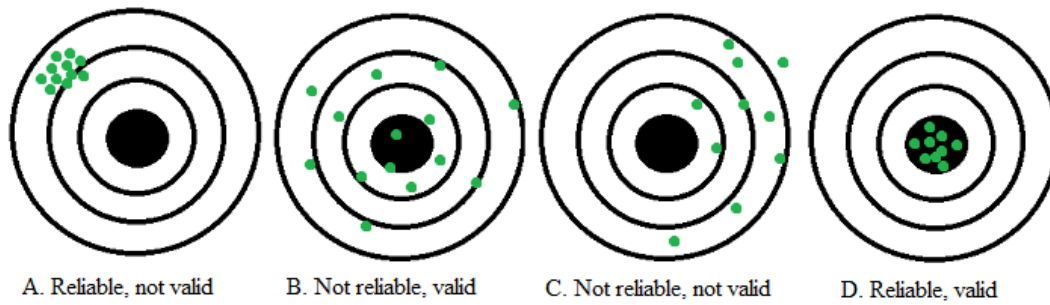 A. Reliable, not valid
B. Not reliable, valid
C. Not reliable, not valid
D. Reliable, valid